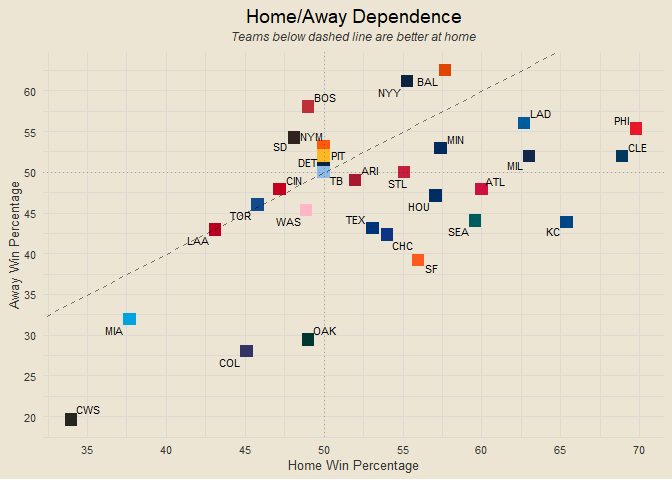 Home/Away Dependence
Teams below dashed line are better at home
Away Win Percentage
60
55
50
45
40
35
30
25
20
BAL
NYY
BOS
LAD
PHI
SD
NYM
MIN
CLE
DET
PIT
MIL
ARI
TB
STL
ATL
CIN
TOR
WAS
HOU
TEX
SEA
KC
LAA
CHC
SF
MIA
OAK
COL
CWS
35 40 45 50 55 60 65 70
Home Win Percentage